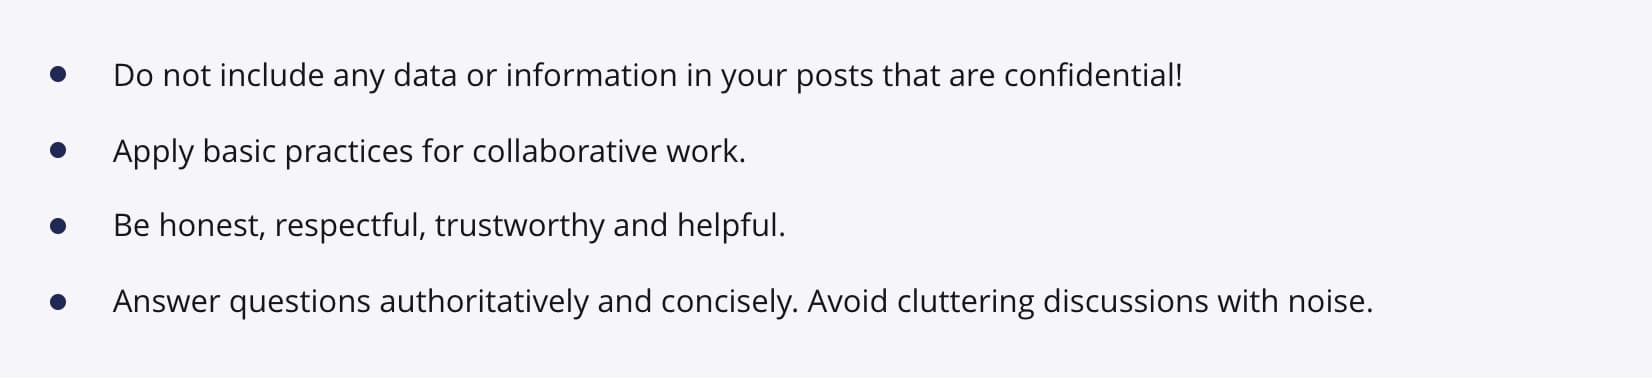 Do not include any data or information in your posts that are confidential!
Apply basic practices for collaborative work.
Be honest, respectful, trustworthy and helpful.
Answer questions authoritatively and concisely. Avoid cluttering discussions with noise.